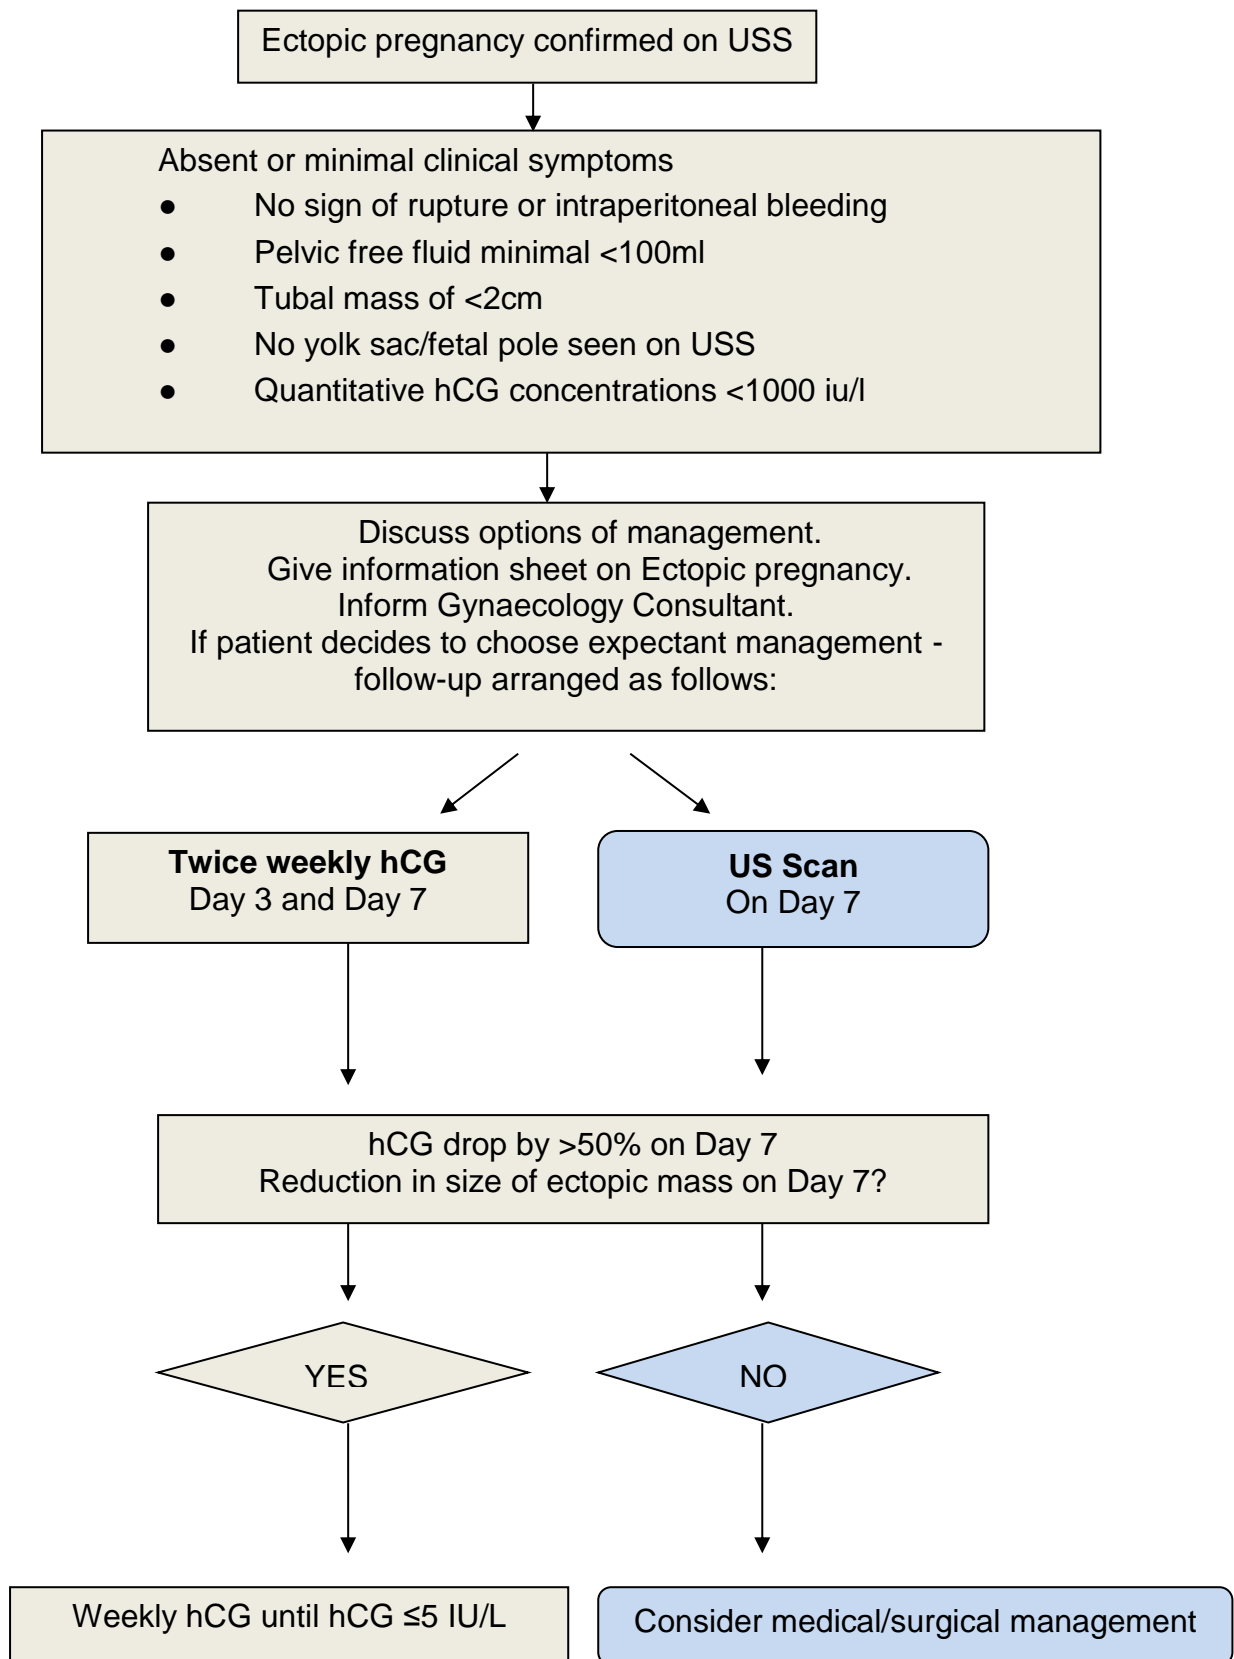 Ectopic pregnancy confirmed on USS
Absent or minimal clinical symptoms
● No sign of rupture or intraperitoneal bleeding
● Pelvic free fluid minimal <100ml
● Tubal mass of <2cm
● No yolk sac/fetal pole seen on USS
● Quantitative hCG concentrations <1000 iu/l
Discuss options of management.
Give information sheet on Ectopic pregnancy.
Inform Gynaecology Consultant.
If patient decides to choose expectant management -
follow-up arranged as follows:
Twice weekly hCG
Day 3 and Day 7
US Scan
On Day 7
hCG drop by >50% on Day 7
Reduction in size of ectopic mass on Day 7?
YES
NO
Weekly hCG until hCG ≤5 IU/L
Consider medical/surgical management